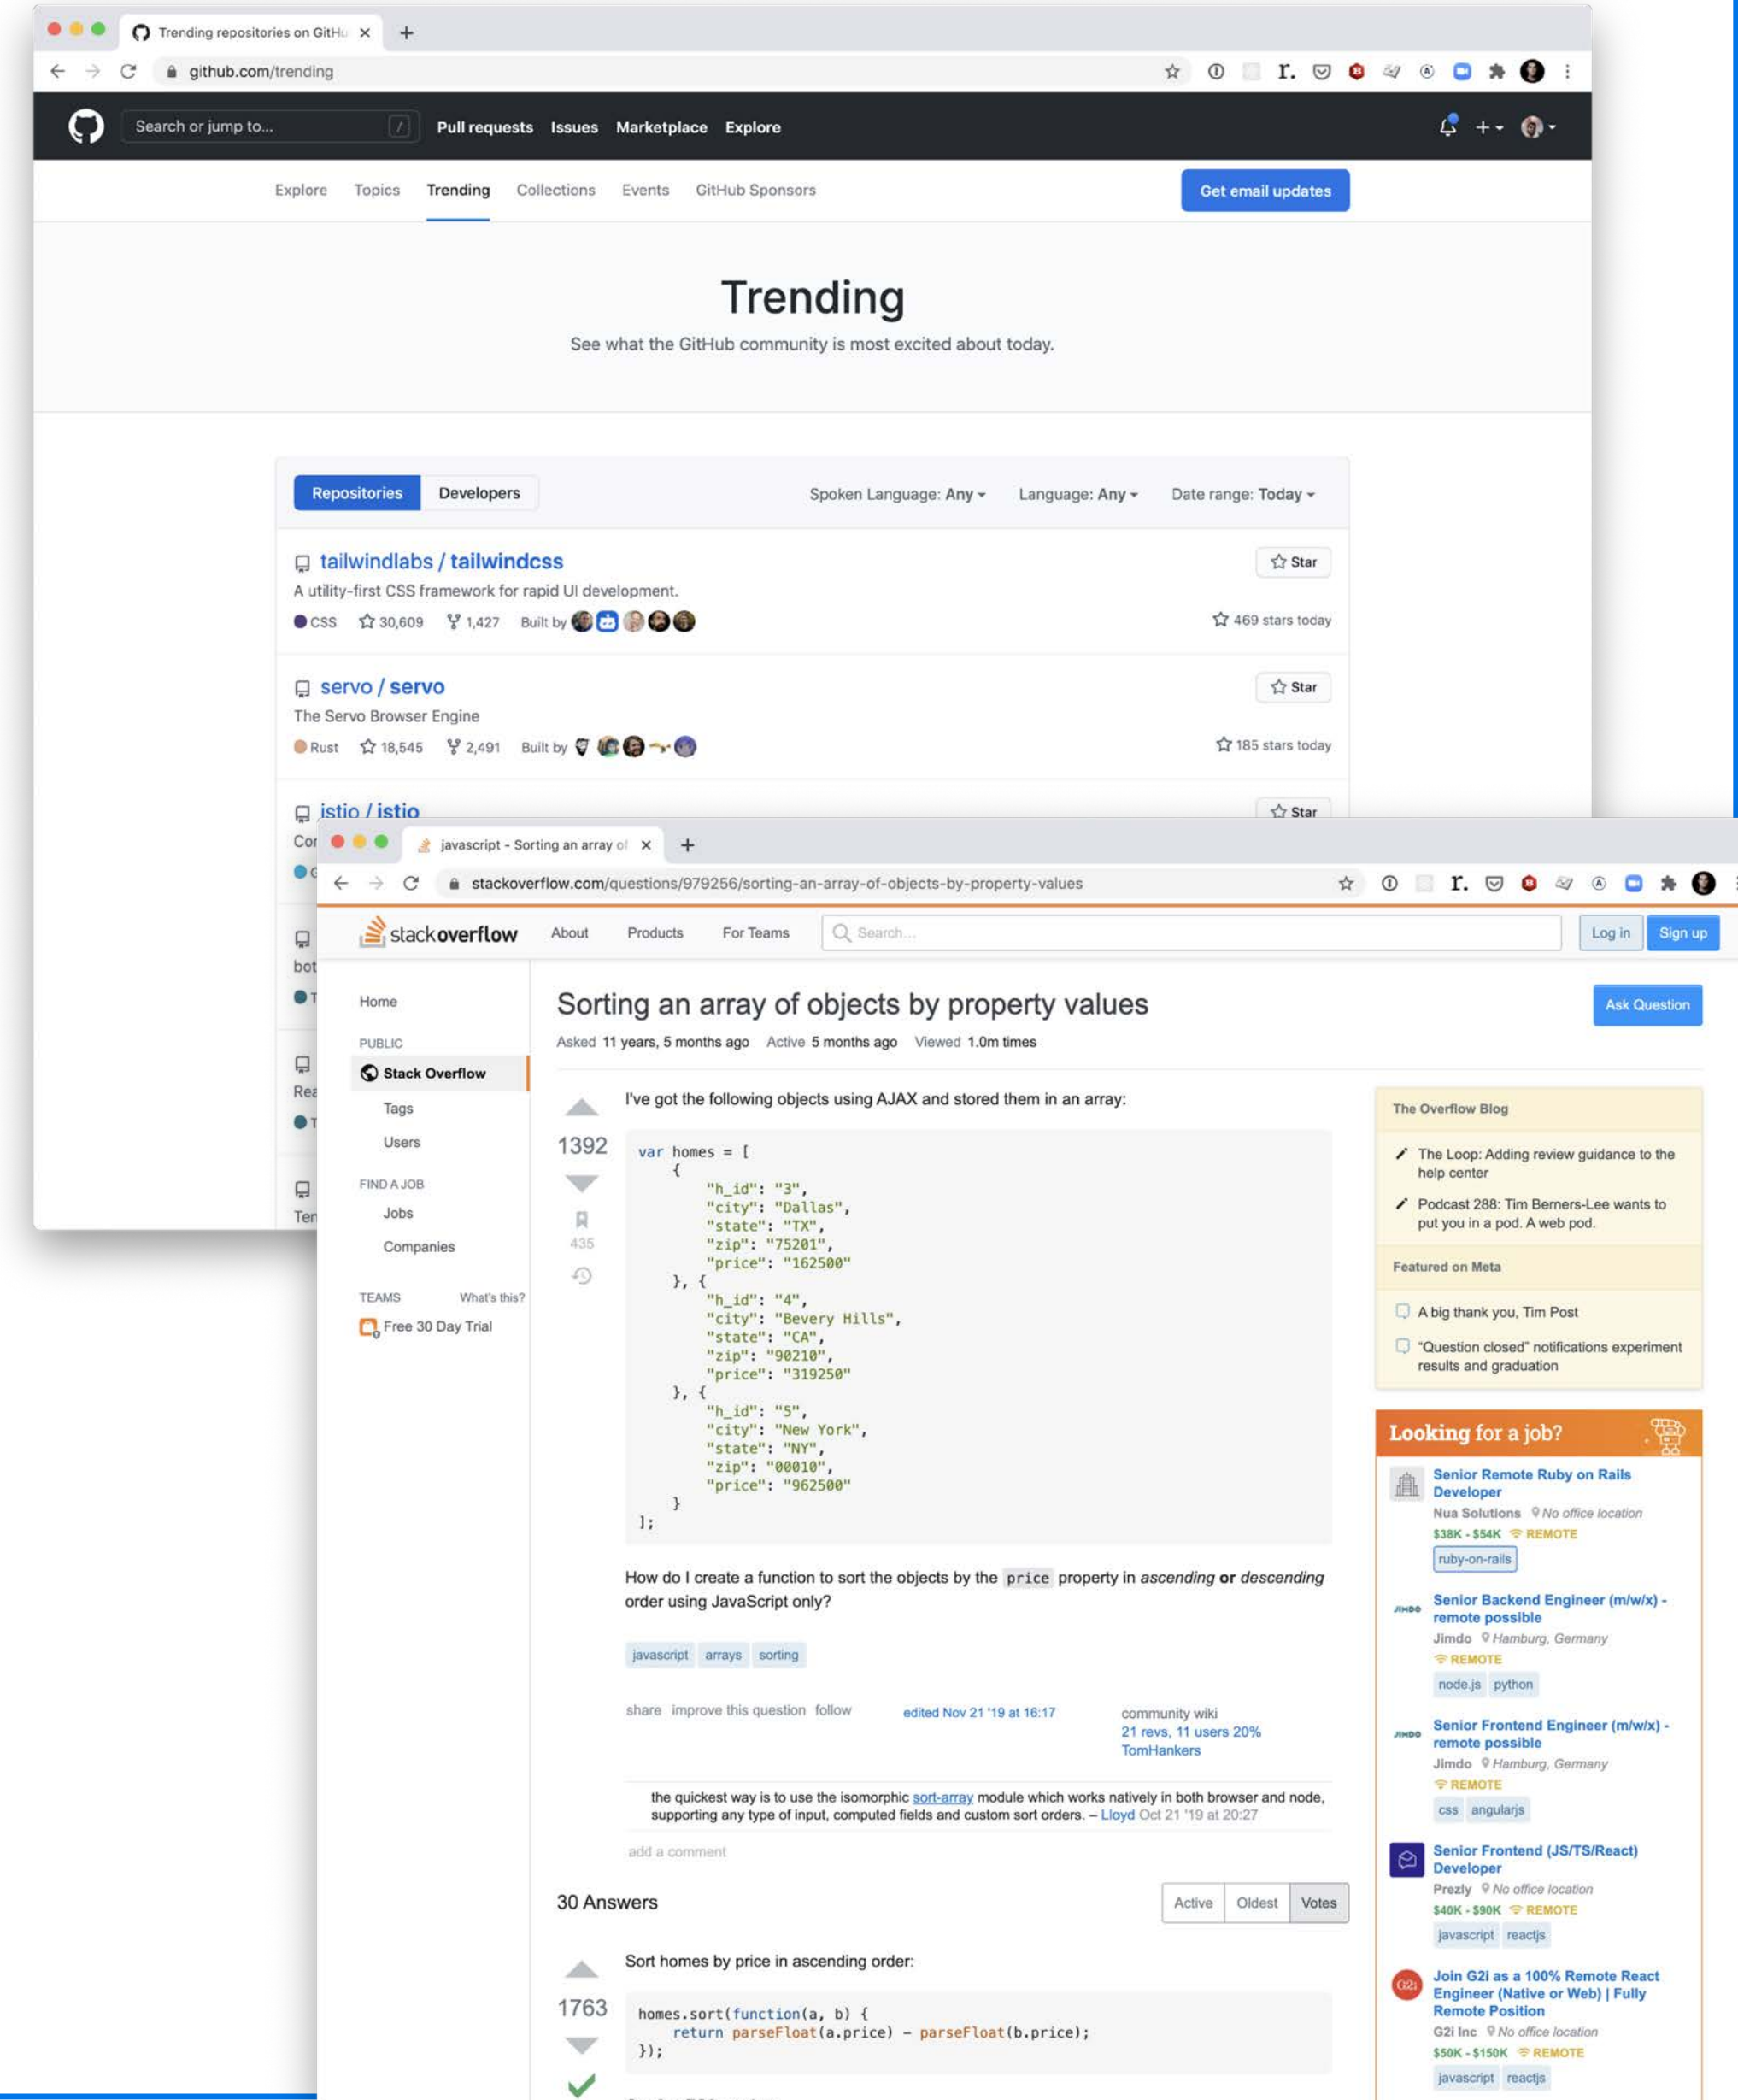 Trending repositories on GitHu
github.com/trending
Search or jump to...
/
Pull requests Issues Marketplace Explore
Explore Topics Trending Collections Events GitHub Sponsors
Get email updates
Trending
See what the GitHub community is most excited about today.
Repositories Developers
Spoken Language: Any Language: Any Date range: Today
tailwindlabs / tailwindcss
Star
A utility-first CSS framework for rapid UI development.
CSS 30,609 1,427 Built by
469 stars today
servo / servo
Star
The Servo Browser Engine
Rust 18,545 2,491 Built by
185 stars today
istio / istio
Star
javascript - Sorting an array of
stackoverflow.com/questions/979256/sorting-an-array-of-objects-by-property-values
stackoverflow
About Products For Teams
Search...
Log in Sign up
Home
PUBLIC
Stack Overflow
Tags
Users
FIND A JOB
Jobs
Companies
TEAMS What's this?
Free 30 Day Trial
Sorting an array of objects by property values
Ask Question
Asked 11 years, 5 months ago Active 5 months ago Viewed 1.0m times
I've got the following objects using AJAX and stored them in an array:
1392
435
var homes = [
{
"h_id": "3",
"city": "Dallas",
"state": "TX",
"zip": "75201",
"price": "162500"
}, {
"h_id": "4",
"city": "Bevery Hills",
"state": "CA",
"zip": "90210",
"price": "319250"
}, {
"h_id": "5",
"city": "New York",
"state": "NY",
"zip": "00010",
"price": "962500"
}
];
How do I create a function to sort the objects by the price property in ascending or descending
order using JavaScript only?
javascript arrays sorting
share improve this question follow
edited Nov 21 '19 at 16:17
community wiki
21 revs, 11 users 20%
TomHankers
the quickest way is to use the isomorphic sort-array module which works natively in both browser and node,
supporting any type of input, computed fields and custom sort orders. – Lloyd Oct 21 '19 at 20:27
add a comment
30 Answers
Active Oldest Votes
Sort homes by price in ascending order:
1763
homes.sort(function(a, b) {
return parseFloat(a.price) - parseFloat(b.price);
});
The Overflow Blog
The Loop: Adding review guidance to the
help center
Podcast 288: Tim Berners-Lee wants to
put you in a pod. A web pod.
Featured on Meta
A big thank you, Tim Post
“Question closed” notifications experiment
results and graduation
Looking for a job?
Senior Remote Ruby on Rails
Developer
Nua Solutions No office location
$38K - $54K REMOTE
ruby-on-rails
JIMDO
Senior Backend Engineer (m/w/x) -
remote possible
Jimdo Hamburg, Germany
REMOTE
node.js python
JIMDO
Senior Frontend Engineer (m/w/x) -
remote possible
Jimdo Hamburg, Germany
REMOTE
css angularjs
Senior Frontend (JS/TS/React)
Developer
Prezly No office location
$40K - $90K REMOTE
javascript reactjs
G2i
Join G2i as a 100% Remote React
Engineer (Native or Web) | Fully
Remote Position
G2i Inc No office location
$50K - $150K REMOTE
javascript reactjs